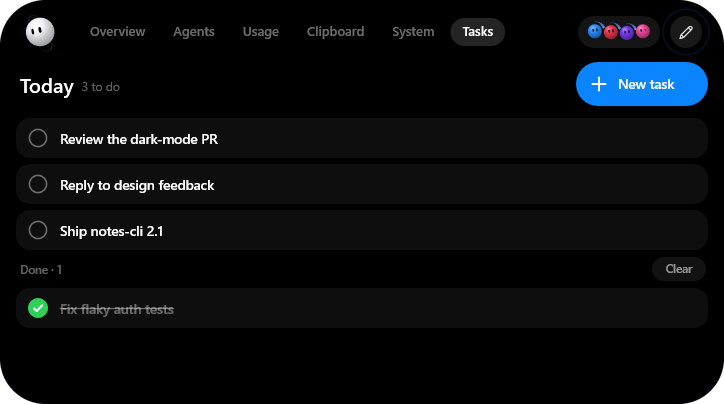 Overview Agents Usage Clipboard System Tasks
Today 3 to do
New task
Review the dark-mode PR
Reply to design feedback
Ship notes-cli 2.1
Done · 1
Clear
Fix flaky auth tests